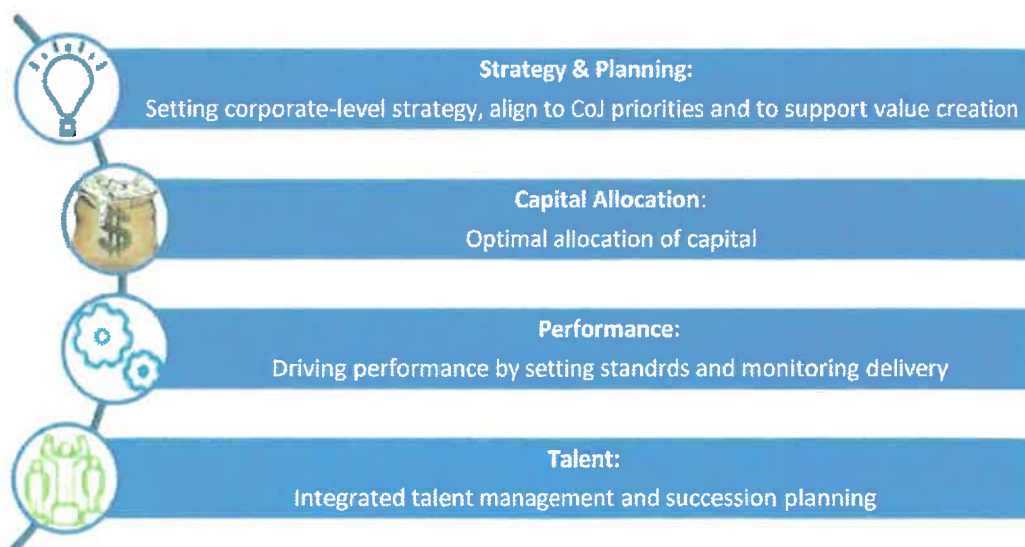 Strategy & Planning:
Setting corporate-level strategy, align to CoJ priorities and to support value creation
$
Capital Allocation:
Optimal allocation of capital
Performance:
Driving performance by setting standrds and monitoring delivery
Talent:
Integrated talent management and succession planning